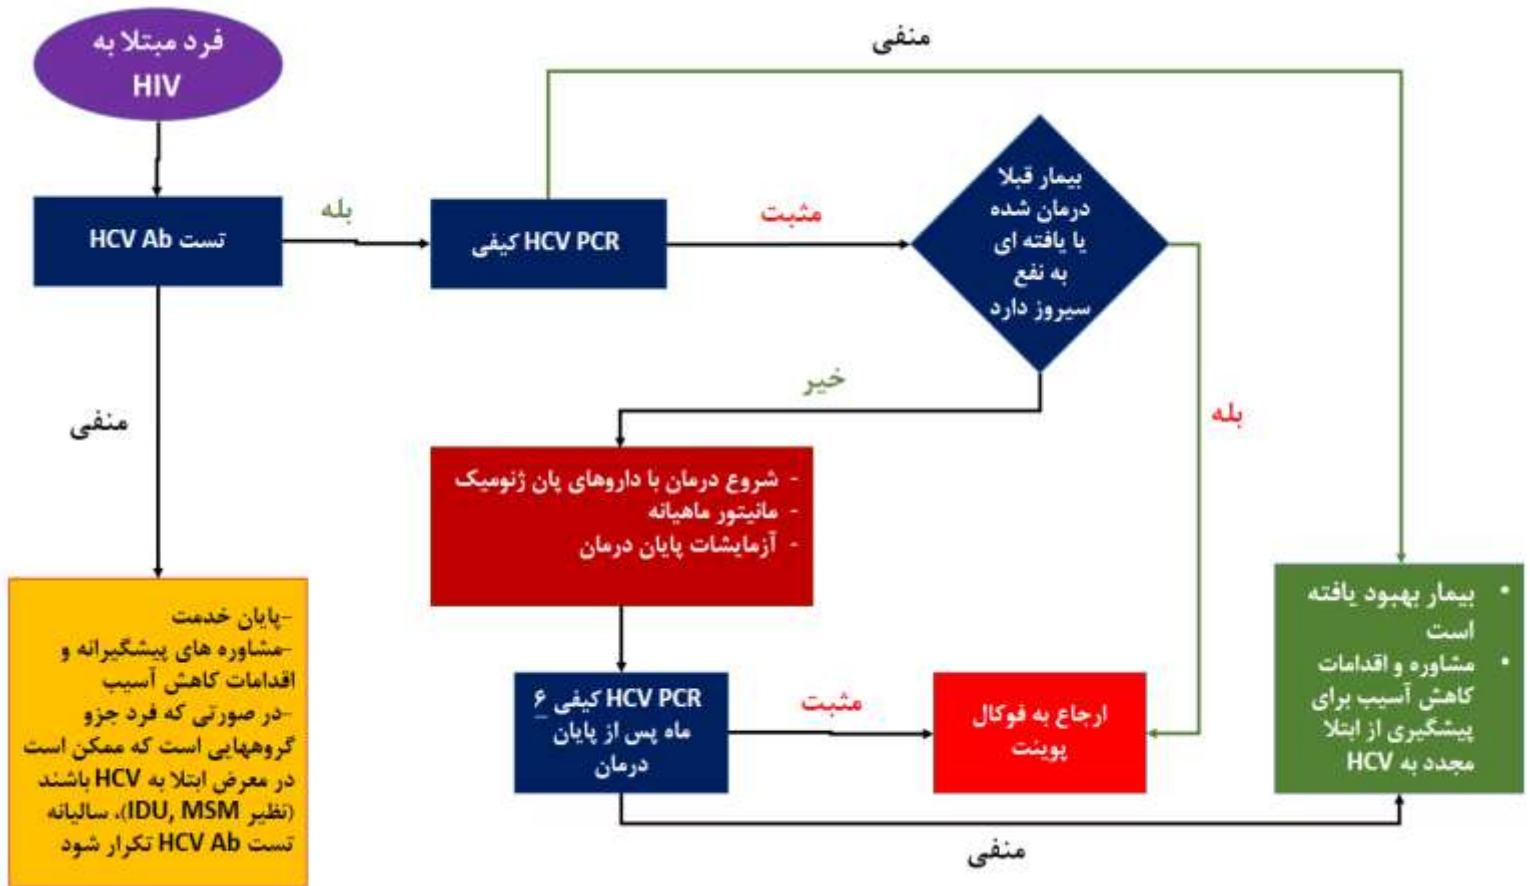 فرد مبتلا به
HIV
منفی
تست HCV Ab
بله
HCV PCR کیفی
مثبت
بیمار قبلا
درمان شده
یا یافته ای
به نفع
سیروز دارد
خیر
بله
منفی
- شروع درمان با داروهای پان ژنومیک
- مانیتور ماهیانه
- آزمایشات پایان درمان
-پایان خدمت
-مشاوره های پیشگیرانه و
اقدامات کاهش آسیب
-در صورتی که فرد جزو
گروههایی است که ممکن است
در معرض ابتلا به HCV باشند
(نظیر IDU, MSM)، سالیانه
تست HCV Ab تکرار شود
HCV PCR کیفی ۶
ماه پس از پایان
درمان
مثبت
ارجاع به فوکال
پوینت
• بیمار بهبود یافته
است
• مشاوره و اقدامات
کاهش آسیب برای
پیشگیری از ابتلا
مجدد به HCV
منفی